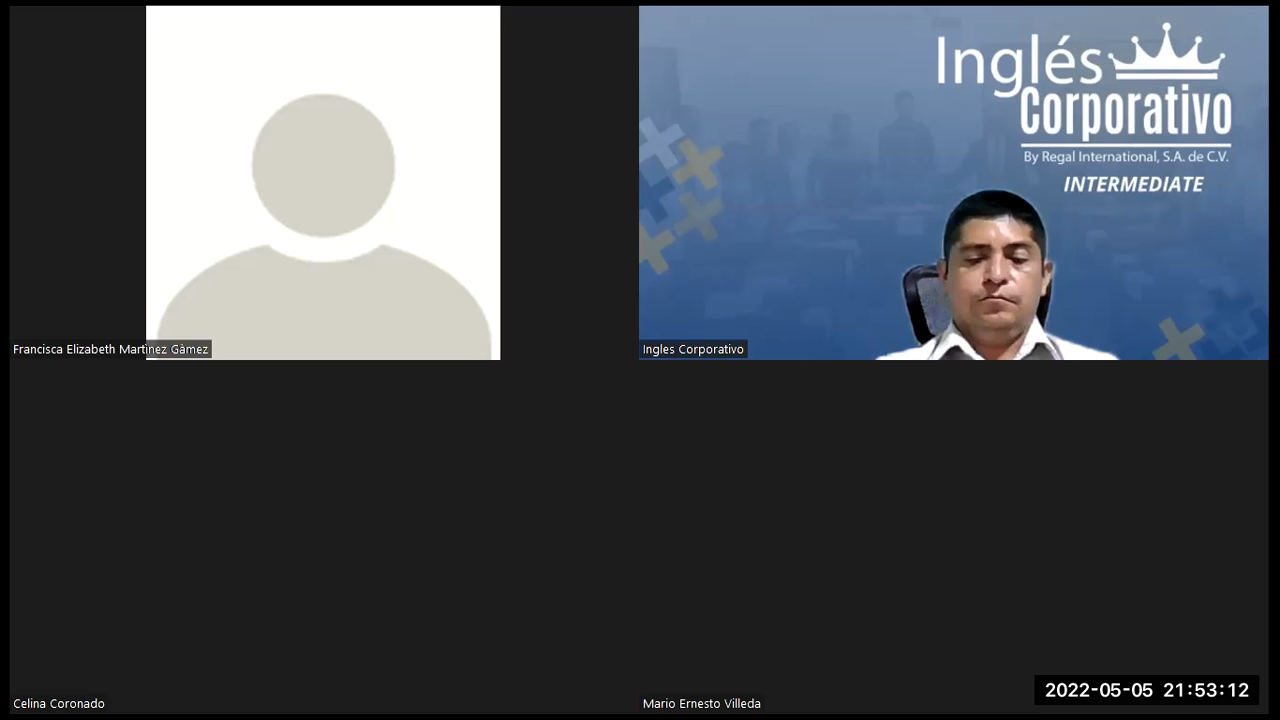 Inglés
Corporativo
By Regal International, S.A. de C.V.
INTERMEDIATE
Francisca Elizabeth Martinez Gàmez
Ingles Corporativo
Celina Coronado
Mario Ernesto Villeda
2022-05-05 21:53:12